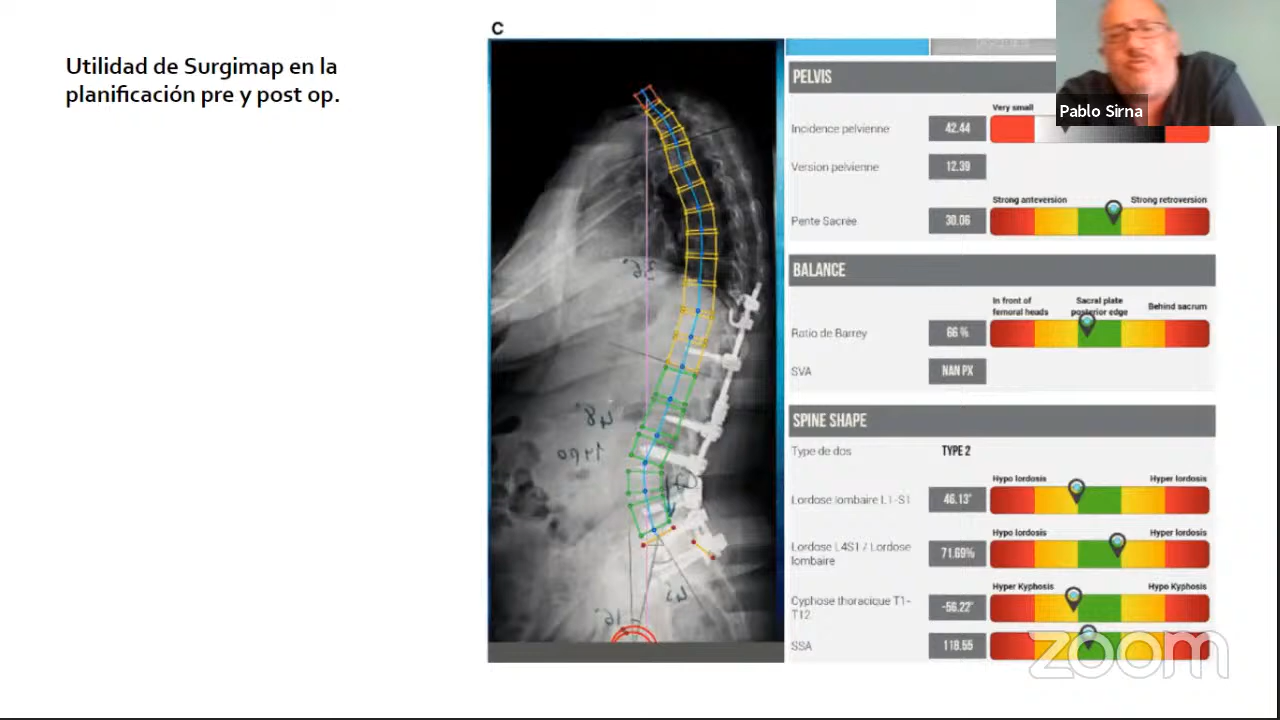 C
Utilidad de Surgimap en la
planificación pre y post op.
PELVIS
Very small
Incidence pelvienne
42.44
Version pelvienne
12.39
Strong anteversion
Strong retroversion
Pente Sacrée
30.06
BALANCE
In front of
femoral heads
Sacral plate
posterior edge
Behind sacrum
Ratio de Barrey
66 %
SVA
NAN PX
SPINE SHAPE
Type de dos
TYPE 2
Hypo lordosis
Hyper lordosis
Lordose lombaire L1-S1
46.13°
Hypo lordosis
Hyper lordosis
Lordose L4S1 / Lordose
lombaire
71.69%
Hyper Kyphosis
Hypo Kyphosis
Cyphose thoracique T1-
T12
-56.22°
SSA
118.55
Pablo Sirna
zoom